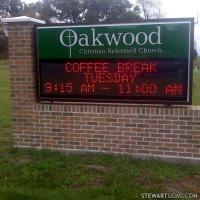 Oakwood
Christian Reformed Church
COFFEE BREAK
TUESDAY
9:15 AM - 11:00 AM
STEWARTSIGNS.COM